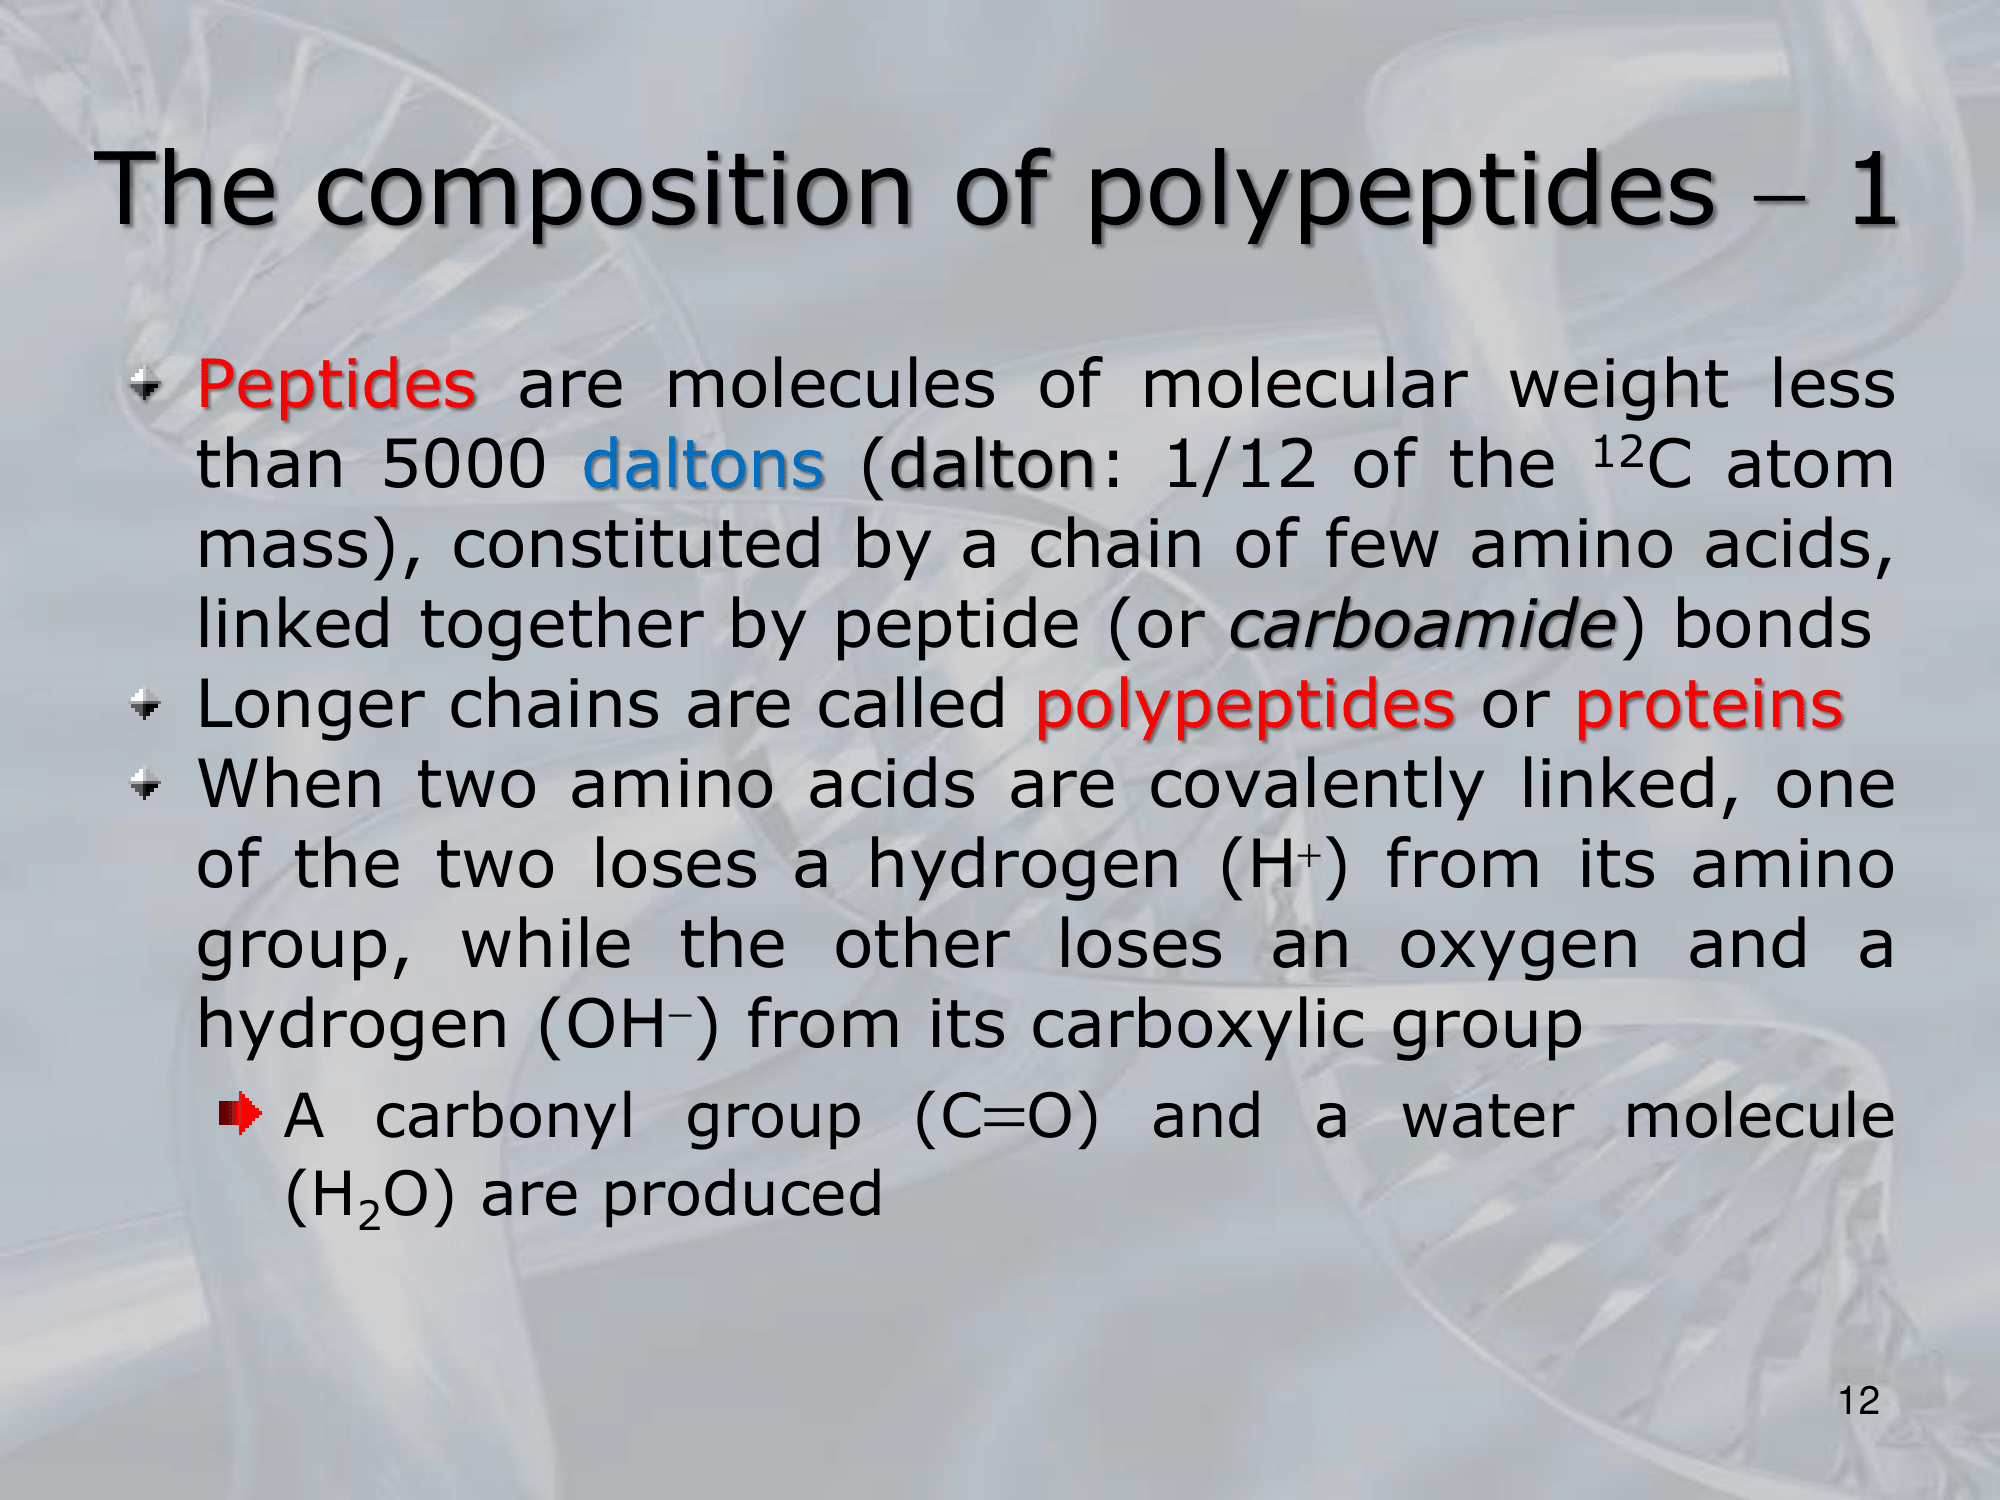 The composition of polypeptides – 1
Peptides are molecules of molecular weight less
than 5000 daltons (dalton: 1/12 of the ¹²C atom
mass), constituted by a chain of few amino acids,
linked together by peptide (or carboamide) bonds
Longer chains are called polypeptides or proteins
When two amino acids are covalently linked, one
of the two loses a hydrogen (H⁺) from its amino
group, while the other loses an oxygen and a
hydrogen (OH⁻) from its carboxylic group
A carbonyl group (C=O) and a water molecule
(H₂O) are produced
12